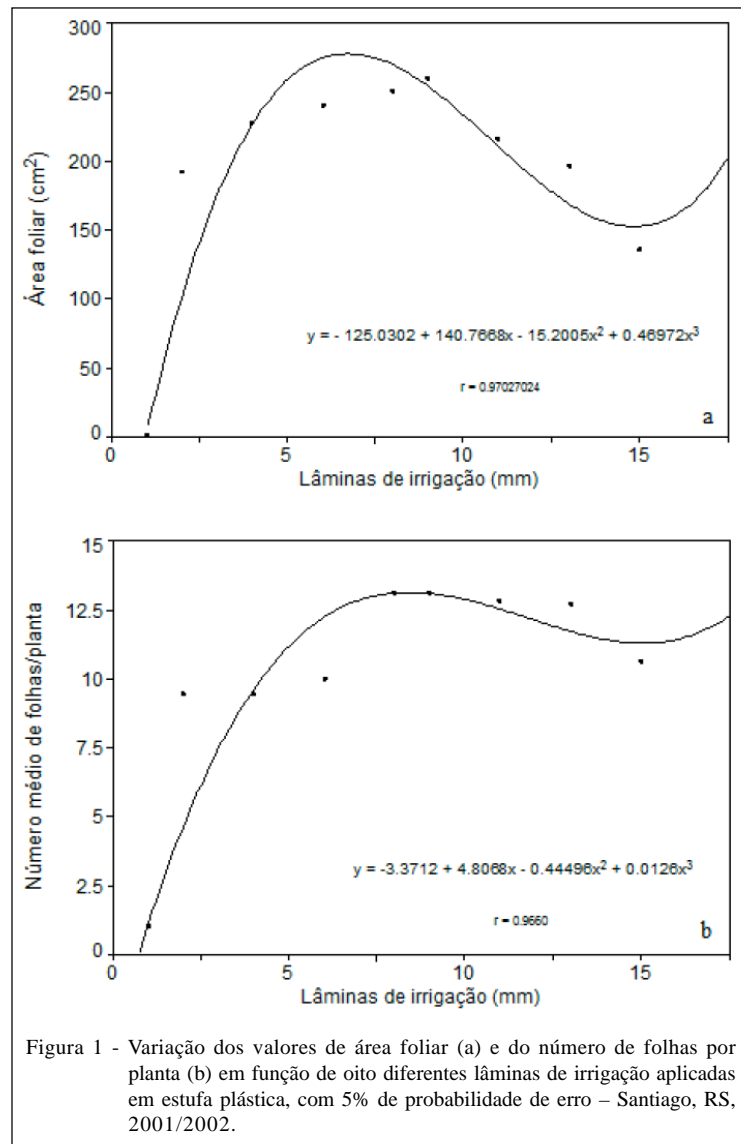 300
250
200
150
100
50
0
Área foliar (cm²)
y = - 125.0302 + 140.7668x - 15.2005x² + 0.46972x³
r = 0.97027024
a
0 5 10 15
Lâminas de irrigação (mm)
15
12.5
10
7.5
5
2.5
0
Número médio de folhas/planta
y = -3.3712 + 4.8068x - 0.44496x² + 0.0126x³
r = 0.9660
b
0 5 10 15
Lâminas de irrigação (mm)
Figura 1 - Variação dos valores de área foliar (a) e do número de folhas por
planta (b) em função de oito diferentes lâminas de irrigação aplicadas
em estufa plástica, com 5% de probabilidade de erro – Santiago, RS,
2001/2002.